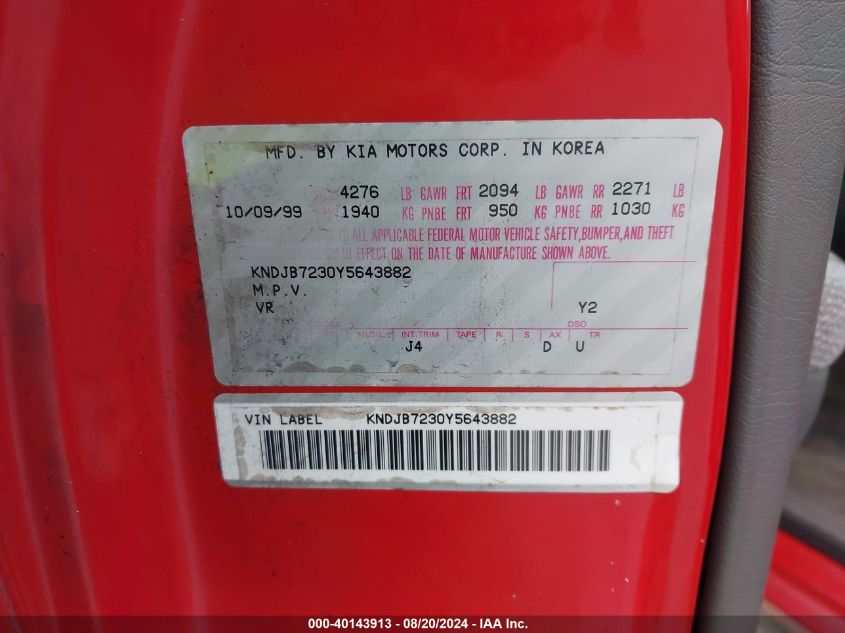 MFD. BY KIA MOTORS CORP. IN KOREA
4276 LB GAWR FRT 2094 LB GAWR RR 2271 LB
10/09/99 1940 KG PNBE FRT 950 KG PNBE RR 1030 KG
TO ALL APPLICABLE FEDERAL MOTOR VEHICLE SAFETY,BUMPER,AND THEFT
IN EFFECT ON THE DATE OF MANUFACTURE SHOWN ABOVE.
KNDJB7230Y5643882
M.P.V.
VR Y2
DSO
INT.TRIM TAPE R S AX TR
J4 D U
VIN LABEL KNDJB7230Y5643882
000-40143913 - 08/20/2024 - IAA Inc.